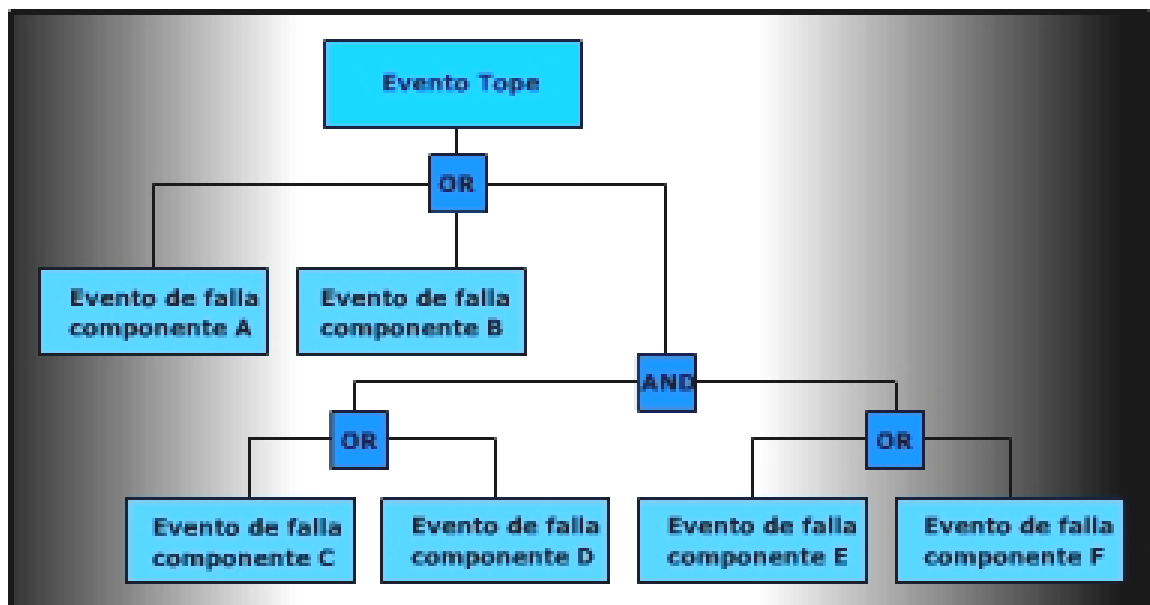 Evento Tope
OR
Evento de falla
componente A
Evento de falla
componente B
AND
OR
OR
Evento de falla
componente C
Evento de falla
componente D
Evento de falla
componente E
Evento de falla
componente F